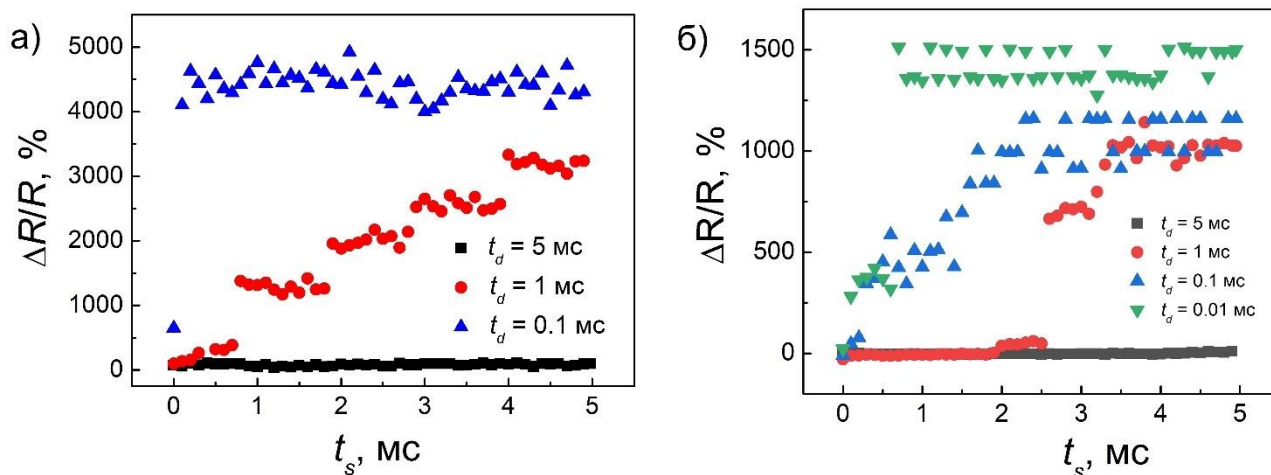 а)
ΔR/R, %
5000
4000
3000
2000
1000
0
t_d = 5 мс
t_d = 1 мс
t_d = 0.1 мс
0 1 2 3 4 5
t_s, мс
б)
ΔR/R, %
1500
1000
500
0
t_d = 5 мс
t_d = 1 мс
t_d = 0.1 мс
t_d = 0.01 мс
0 1 2 3 4 5
t_s, мс